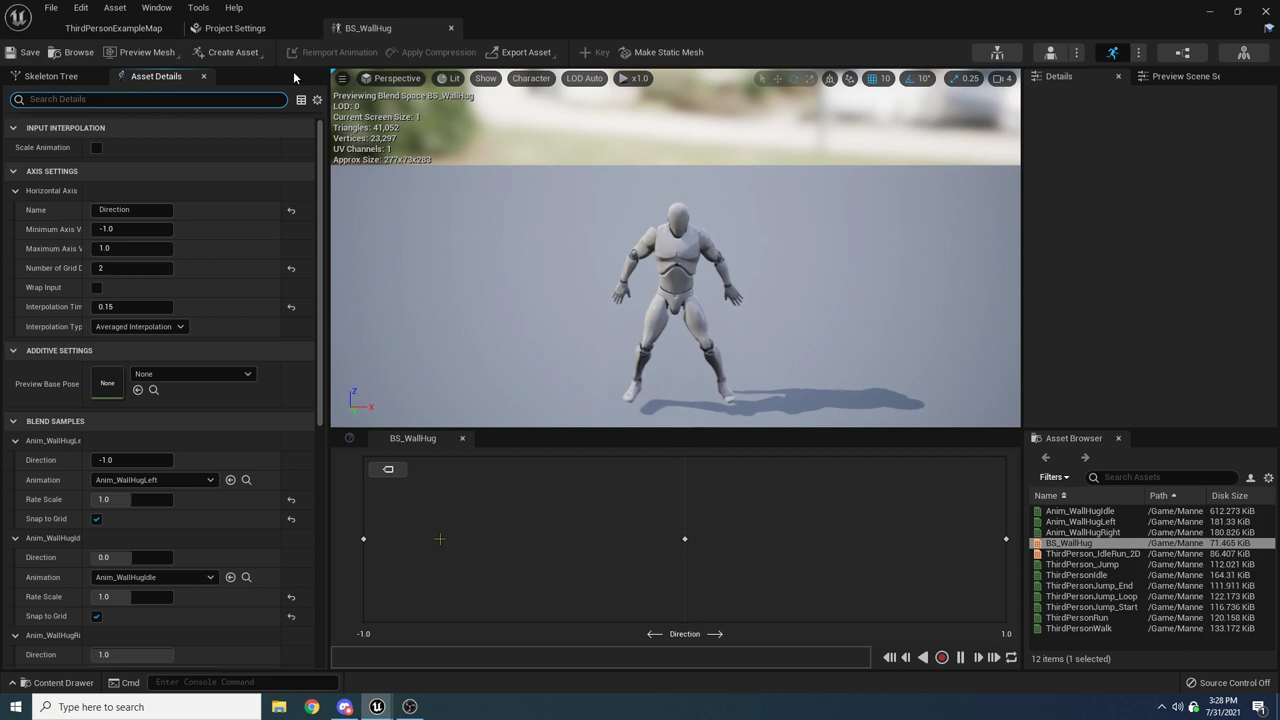 File Edit Asset Window Tools Help
ThirdPersonExampleMap Project Settings BS_WallHug
Save Browse Preview Mesh Create Asset Reimport Animation Apply Compression Export Asset Key Make Static Mesh
Skeleton Tree Asset Details
Search Details
INPUT INTERPOLATION
Scale Animation
AXIS SETTINGS
Horizontal Axis
Name Direction
Minimum Axis V -1.0
Maximum Axis V 1.0
Number of Grid D 2
Wrap Input
Interpolation Tim 0.15
Interpolation Typ Averaged Interpolation
ADDITIVE SETTINGS
Preview Base Pose None None
BLEND SAMPLES
Anim_WallHugLe
Direction -1.0
Animation Anim_WallHugLeft
Rate Scale 1.0
Snap to Grid
Anim_WallHugId
Direction 0.0
Animation Anim_WallHugIdle
Rate Scale 1.0
Snap to Grid
Anim_WallHugRi
Direction 1.0
Perspective Lit Show Character LOD Auto x1.0 10 10° 0.25 4
Previewing Blend Space BS_WallHug
LOD: 0
Current Screen Size: 1
Triangles: 41,052
Vertices: 23,297
UV Channels: 1
Approx Size: 277x73x283
Z
X
BS_WallHug
-1.0 Direction 1.0
Details Preview Scene Se
Asset Browser
Filters Search Assets
Name Path Disk Size
Anim_WallHugIdle /Game/Manne 612.273 KiB
Anim_WallHugLeft /Game/Manne 181.33 KiB
Anim_WallHugRight /Game/Manne 180.826 KiB
BS_WallHug /Game/Manne 71.465 KiB
ThirdPerson_IdleRun_2D /Game/Manne 86.407 KiB
ThirdPerson_Jump /Game/Manne 112.021 KiB
ThirdPersonIdle /Game/Manne 164.31 KiB
ThirdPersonJump_End /Game/Manne 111.911 KiB
ThirdPersonJump_Loop /Game/Manne 122.173 KiB
ThirdPersonJump_Start /Game/Manne 116.736 KiB
ThirdPersonRun /Game/Manne 120.158 KiB
ThirdPersonWalk /Game/Manne 133.172 KiB
12 items (1 selected)
Content Drawer Cmd Enter Console Command Source Control Off
Type here to search
3:28 PM
7/31/2021